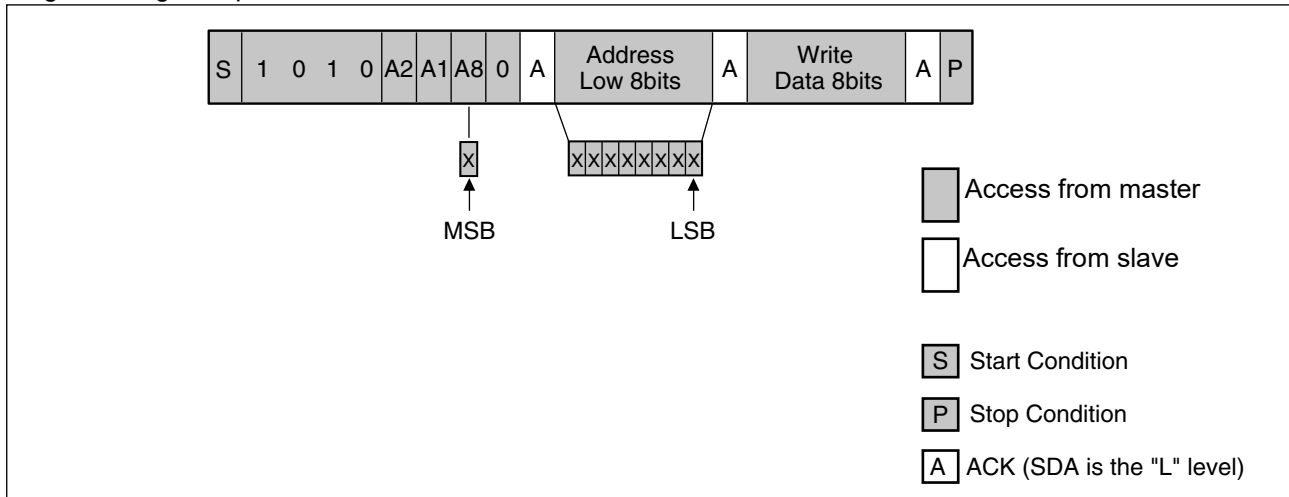 S 1 0 1 0 A2 A1 A8 0 A Address Low 8bits A Write Data 8bits A P
X XXXXXXXX
MSB LSB
Access from master
Access from slave
S Start Condition
P Stop Condition
A ACK (SDA is the "L" level)